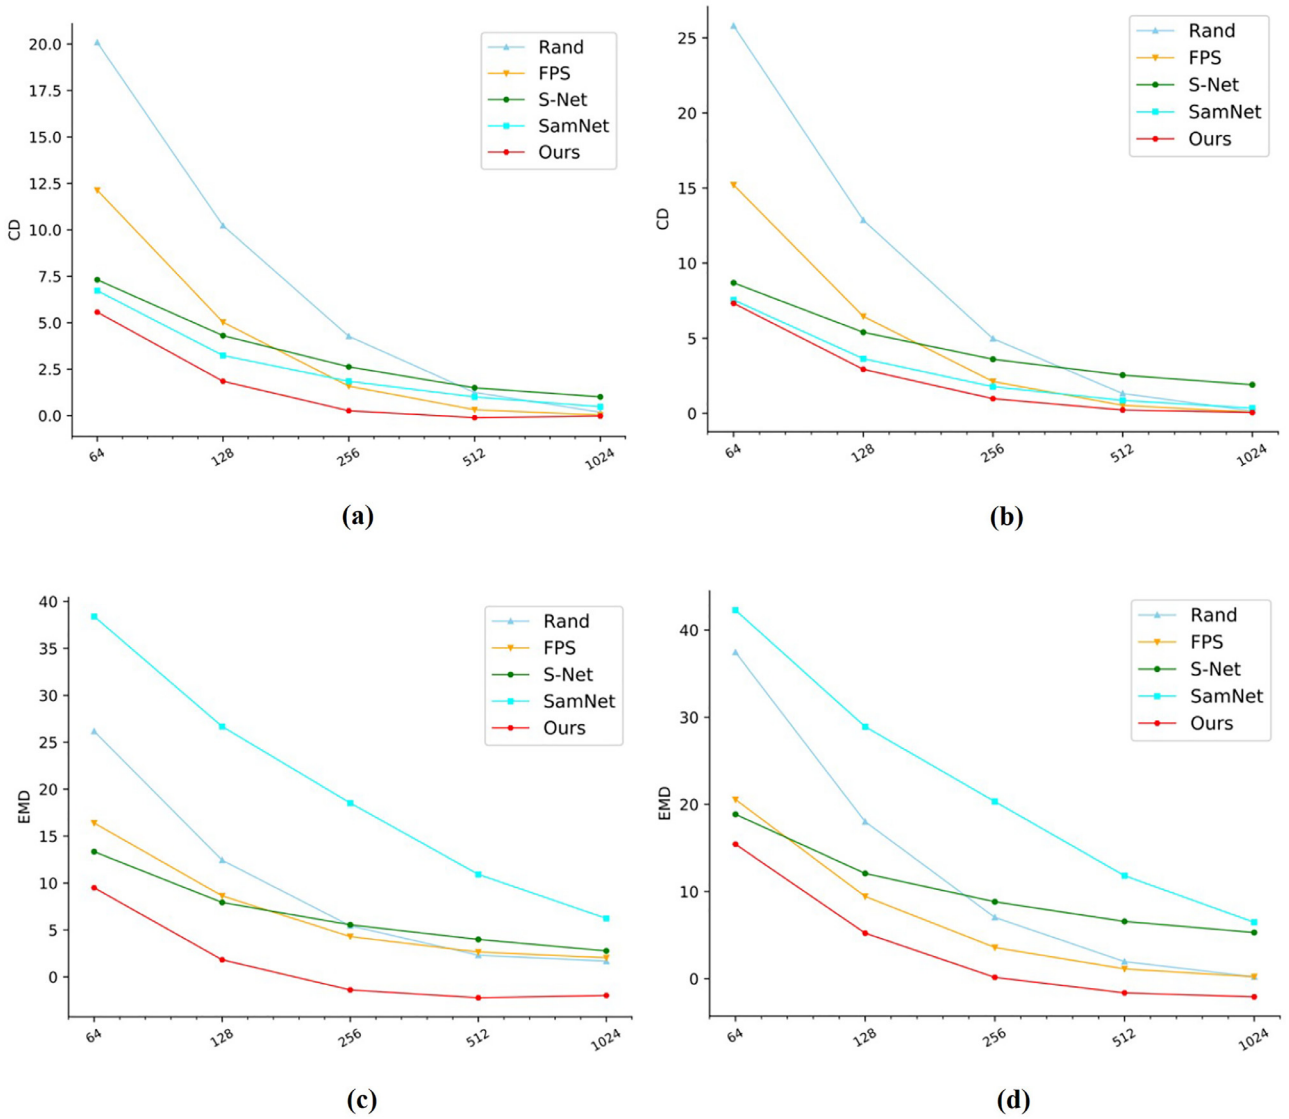 20.0
17.5
15.0
12.5
10.0
7.5
5.0
2.5
0.0
CD
64 128 256 512 1024
Rand
FPS
S-Net
SamNet
Ours
(a)
25
20
15
10
5
0
CD
64 128 256 512 1024
Rand
FPS
S-Net
SamNet
Ours
(b)
40
35
30
25
20
15
10
5
0
EMD
64 128 256 512 1024
Rand
FPS
S-Net
SamNet
Ours
(c)
40
30
20
10
0
EMD
64 128 256 512 1024
Rand
FPS
S-Net
SamNet
Ours
(d)